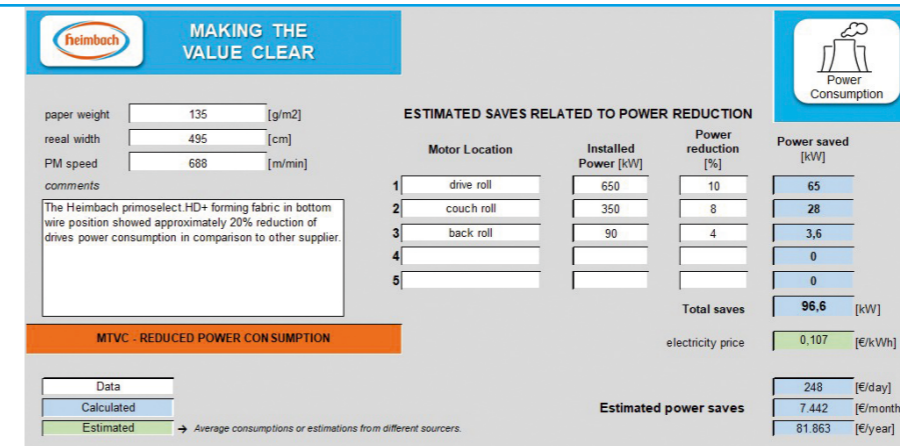 Heimbach
MAKING THE
VALUE CLEAR
Power
Consumption
paper weight 135 [g/m2]
reeal width 495 [cm]
PM speed 688 [m/min]
comments
The Heimbach primoselect.HD+ forming fabric in bottom
wire position showed approximately 20% reduction of
drives power consumption in comparison to other supplier.
MTVC - REDUCED POWER CONSUMPTION
ESTIMATED SAVES RELATED TO POWER REDUCTION
Motor Location Installed Power [kW] Power reduction [%] Power saved [kW]
1 drive roll 650 10 65
2 couch roll 350 8 28
3 back roll 90 4 3,6
4 0
5 0
Total saves 96,6 [kW]
electricity price 0,107 [€/kWh]
Data
Calculated
Estimated → Average consumptions or estimations from different sourcers.
Estimated power saves
248 [€/day]
7.442 [€/month
81.863 [€/year]